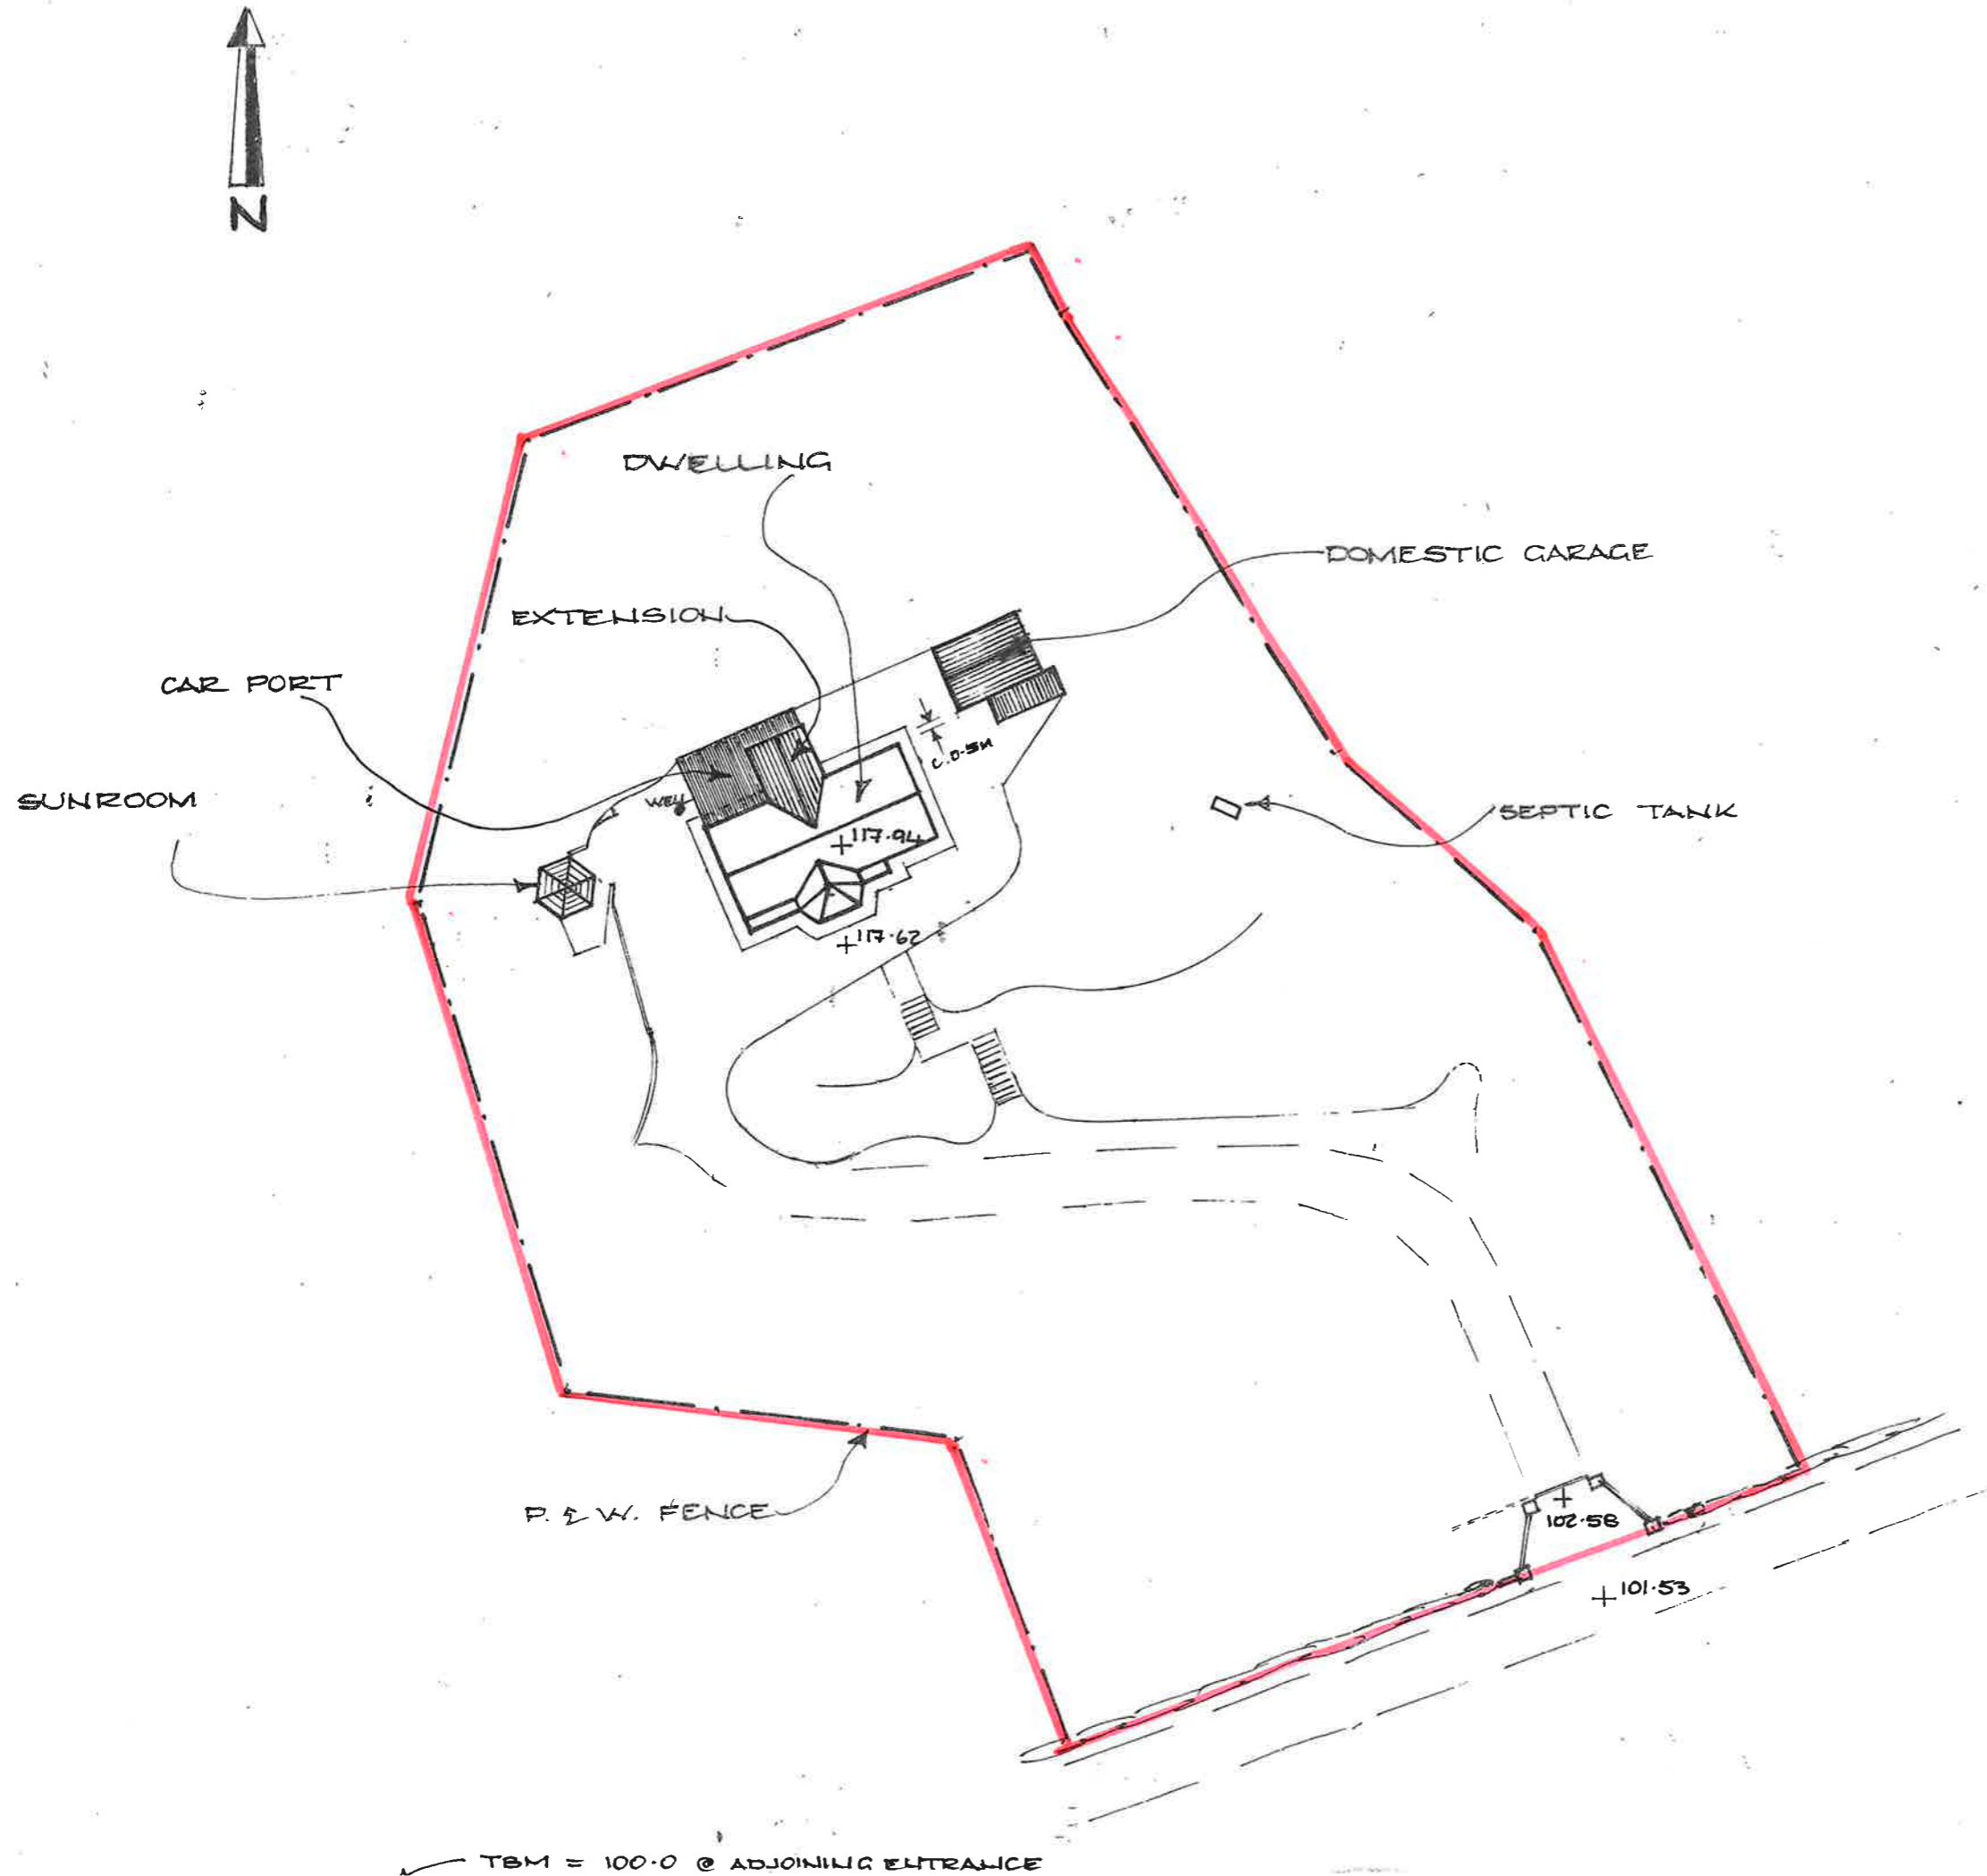 N
DWELLING
DOMESTIC GARAGE
EXTENSION
CAR PORT
C. 0.5M
SUNROOM
WELL
SEPTIC TANK
117.94
117.62
P. & W. FENCE
102.58
101.53
TBM = 100.0 @ ADJOINING ENTRANCE